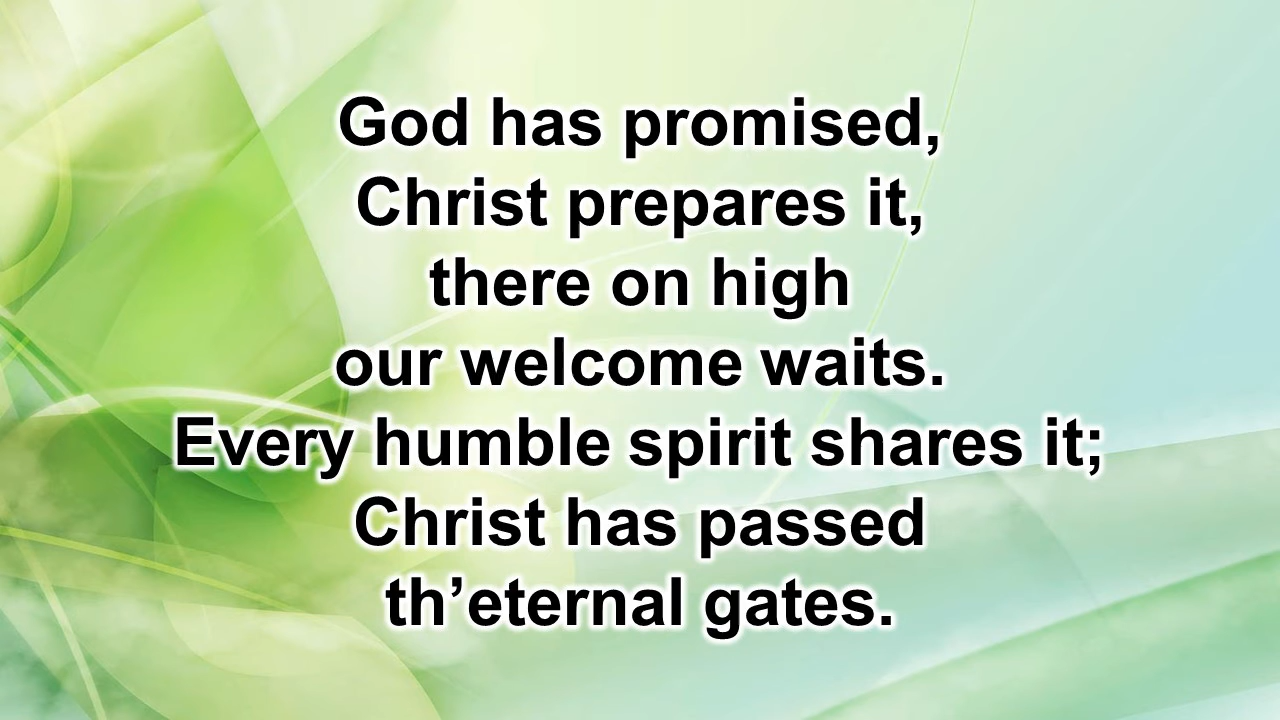 God has promised,
Christ prepares it,
there on high
our welcome waits.
Every humble spirit shares it;
Christ has passed
th’eternal gates.